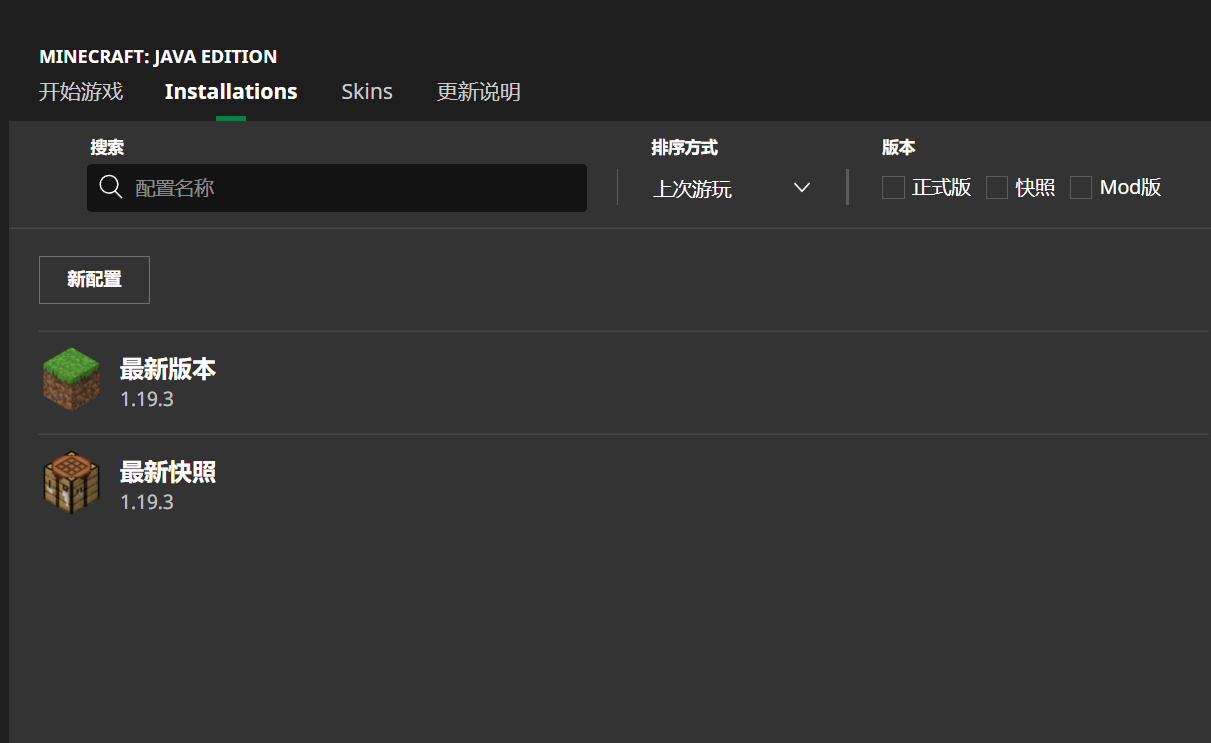 MINECRAFT: JAVA EDITION
开始游戏 Installations Skins 更新说明
搜索 排序方式 版本
配置名称 上次游玩 正式版 快照 Mod版
新配置
最新版本
1.19.3
最新快照
1.19.3